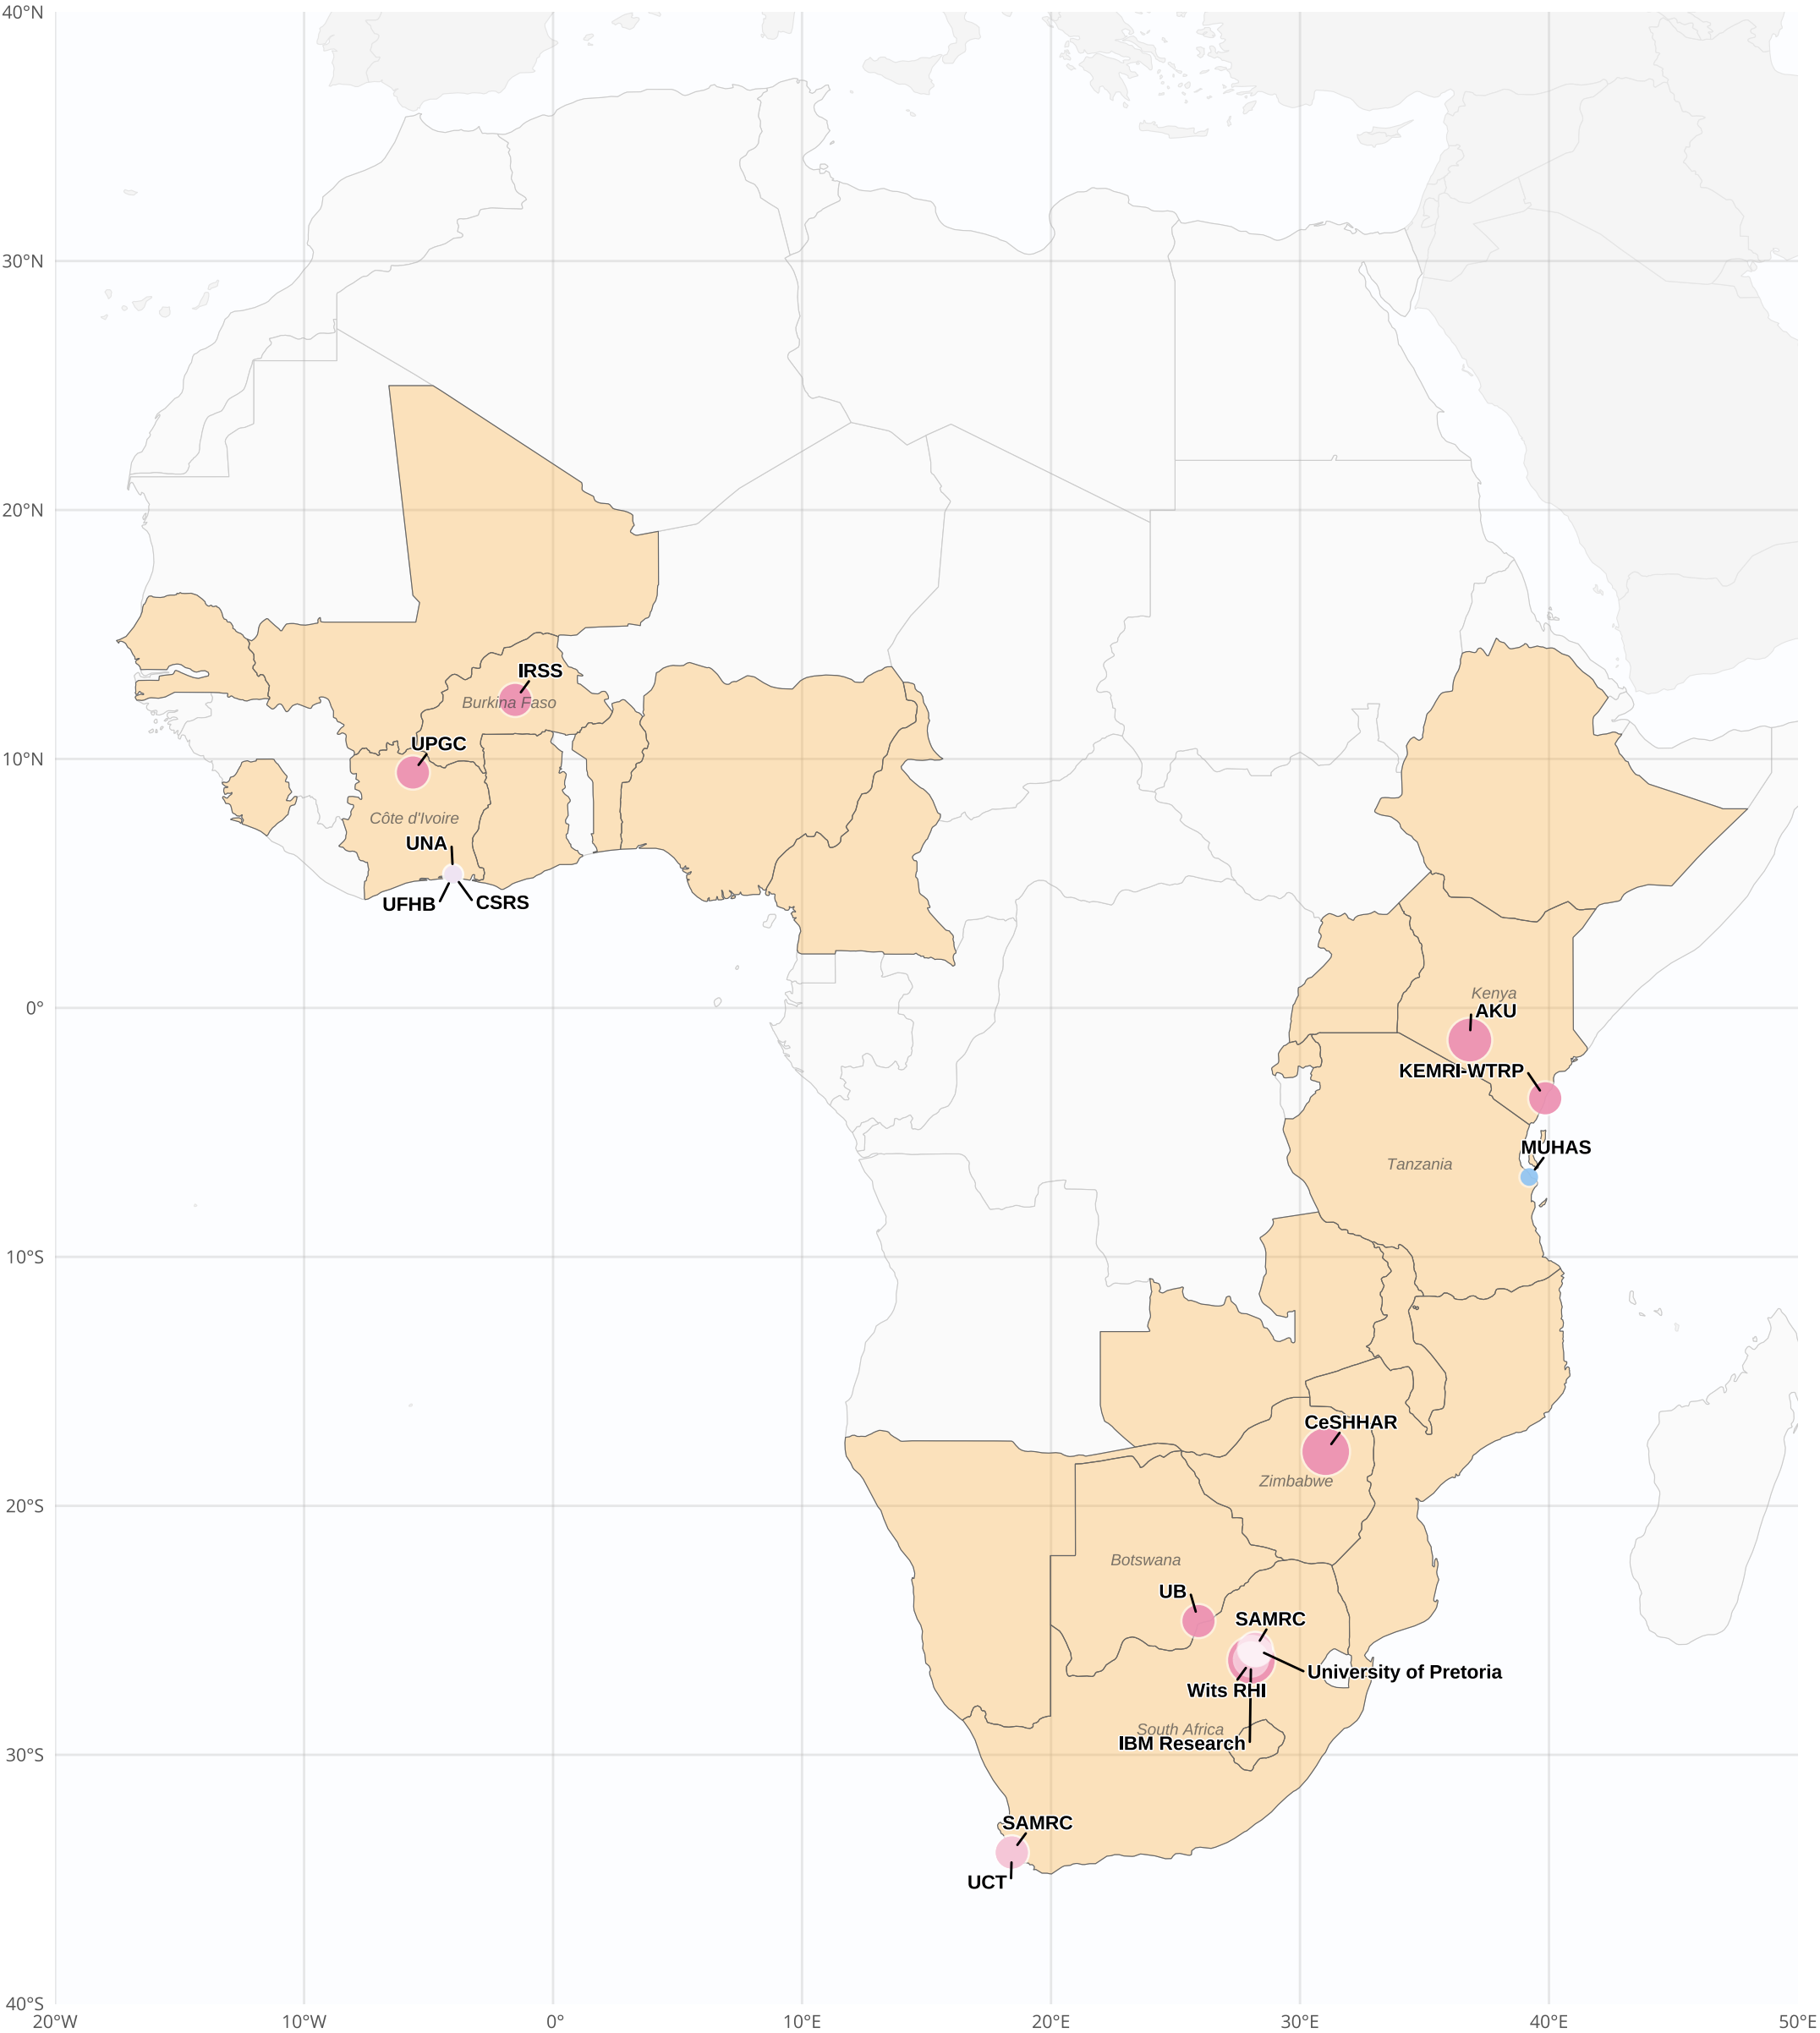 40°N
30°N
20°N
IRSS
Burkina Faso
UPGC
10°N
Côte d'Ivoire
UNA
UFHB
CSRS
Kenya
0°
AKU
KEMRI-WTRP
MUHAS
Tanzania
10°S
CeSHHAR
Zimbabwe
20°S
Botswana
UB
SAMRC
University of Pretoria
Wits RHI
South Africa
IBM Research
30°S
SAMRC
UCT
40°S
20°W
10°W
0°
10°E
20°E
30°E
40°E
50°E